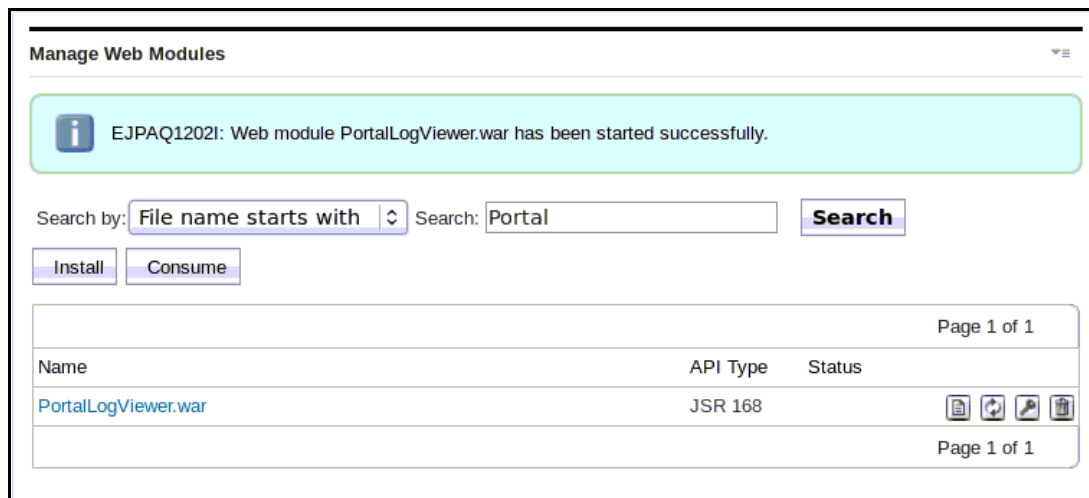 Manage Web Modules
EJPAQ1202I: Web module PortalLogViewer.war has been started successfully.
Search by: File name starts with Search: Portal Search
Install Consume
Page 1 of 1
Name API Type Status
PortalLogViewer.war JSR 168
Page 1 of 1